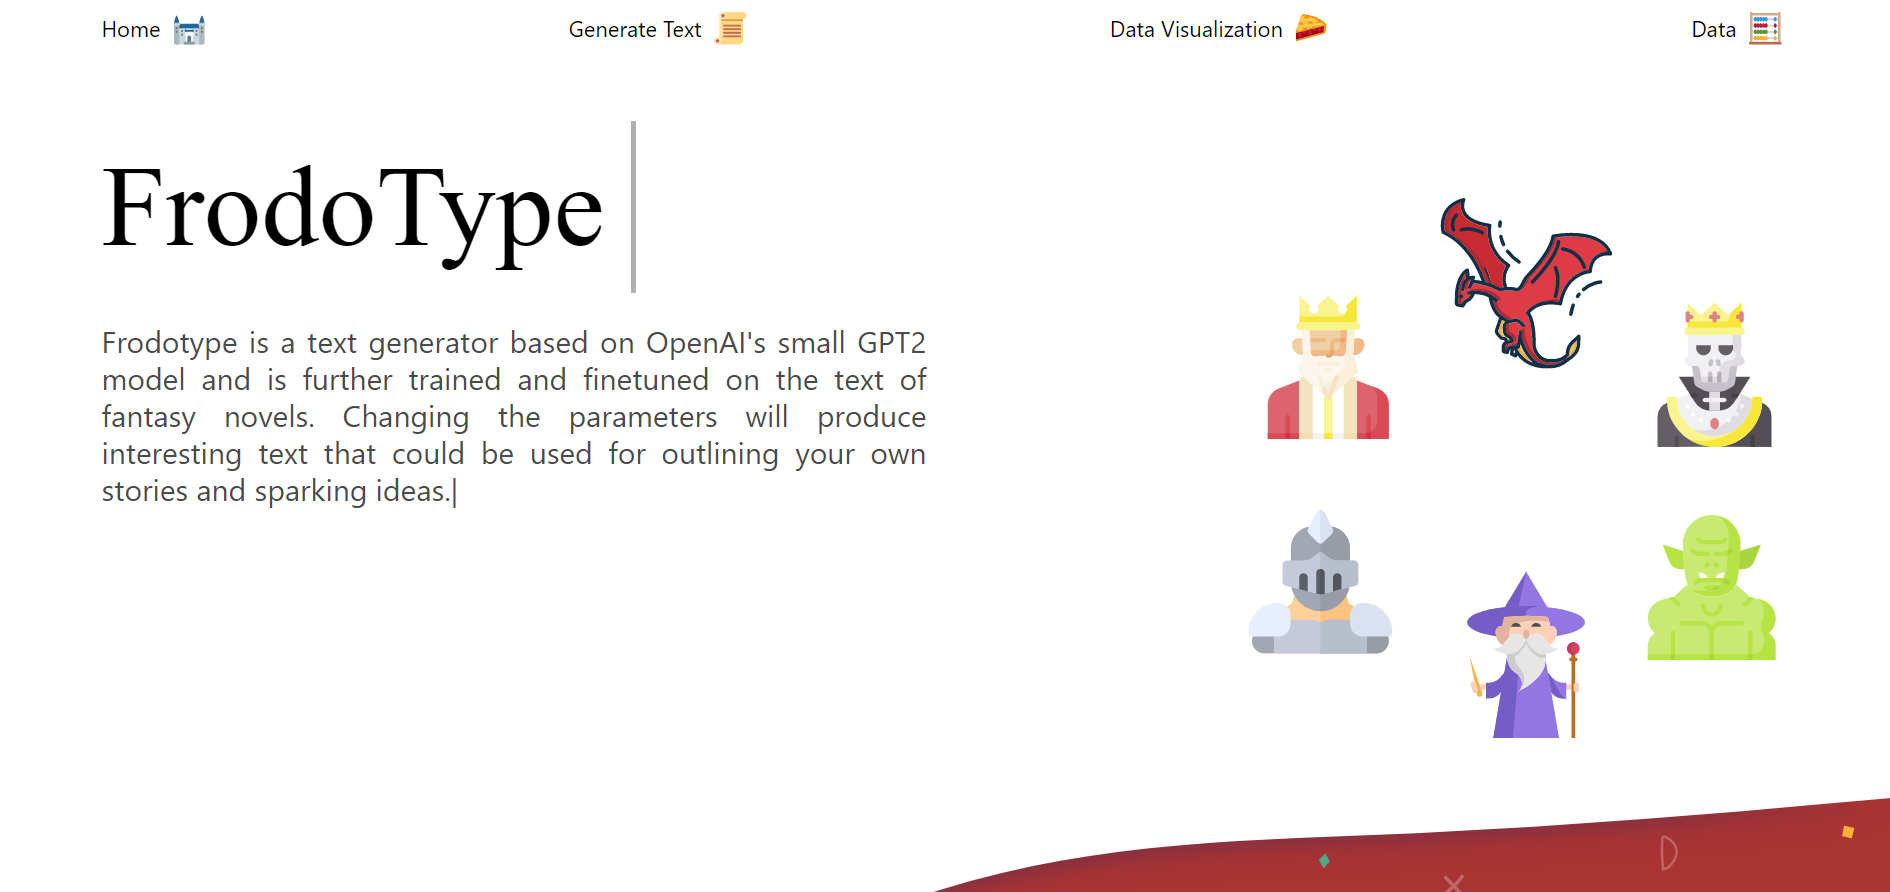 Home
Generate Text
Data Visualization
Data
FrodoType
Frodotype is a text generator based on OpenAI's small GPT2
model and is further trained and finetuned on the text of
fantasy novels. Changing the parameters will produce
interesting text that could be used for outlining your own
stories and sparking ideas.|